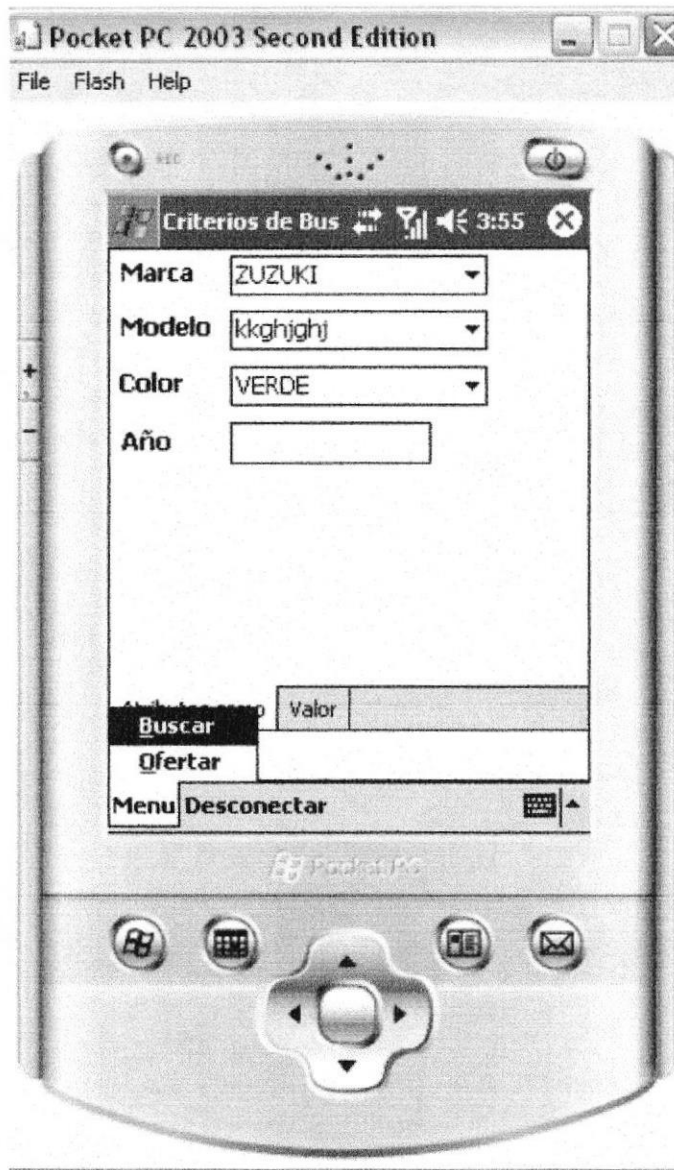 Pocket PC 2003 Second Edition
File Flash Help
Criterios de Bus 3:55
Marca ZUZUKI
Modelo kkghjghj
Color VERDE
Año
Valor
Buscar
Ofertar
Menu Desconectar
Pocket PC